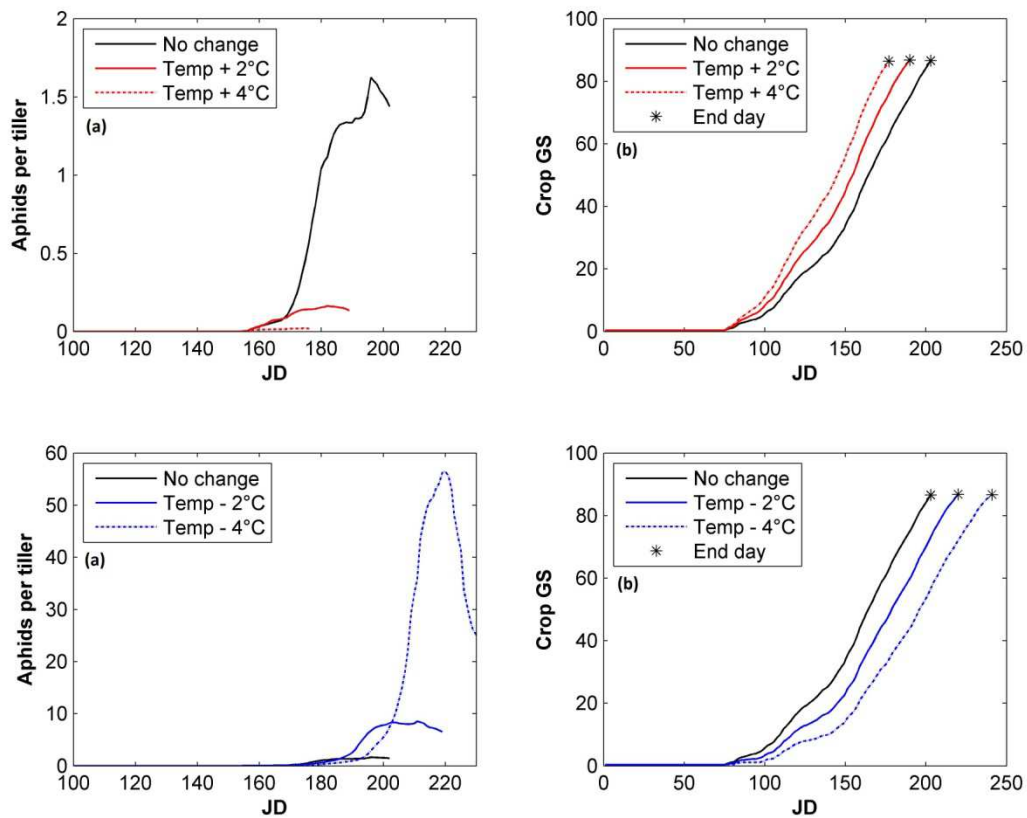 2
1.5
1
0.5
0
Aphids per tiller
No change
Temp + 2°C
Temp + 4°C
(a)
100 120 140 160 180 200 220
JD
100
80
60
40
20
0
Crop GS
No change
Temp + 2°C
Temp + 4°C
End day
(b)
0 50 100 150 200 250
JD
60
50
40
30
20
10
0
Aphids per tiller
No change
Temp - 2°C
Temp - 4°C
(a)
100 120 140 160 180 200 220
JD
100
80
60
40
20
0
Crop GS
No change
Temp - 2°C
Temp - 4°C
End day
(b)
0 50 100 150 200 250
JD